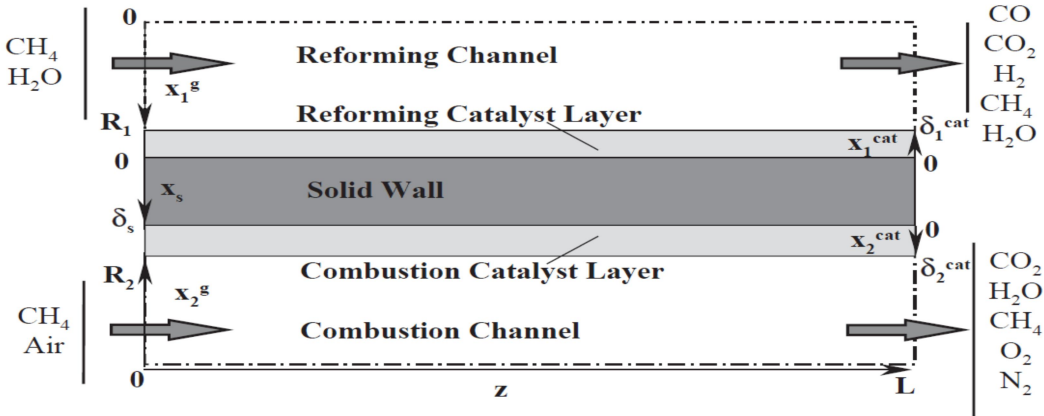 0
CH₄
H₂O
x₁ᵍ
Reforming Channel
CO
CO₂
H₂
CH₄
H₂O
R₁
Reforming Catalyst Layer
δ₁ᶜᵃᵗ
x₁ᶜᵃᵗ
0
0
xₛ
Solid Wall
δₛ
0
x₂ᶜᵃᵗ
R₂
Combustion Catalyst Layer
δ₂ᶜᵃᵗ
x₂ᵍ
CH₄
Air
Combustion Channel
CO₂
H₂O
CH₄
O₂
N₂
0
z
L